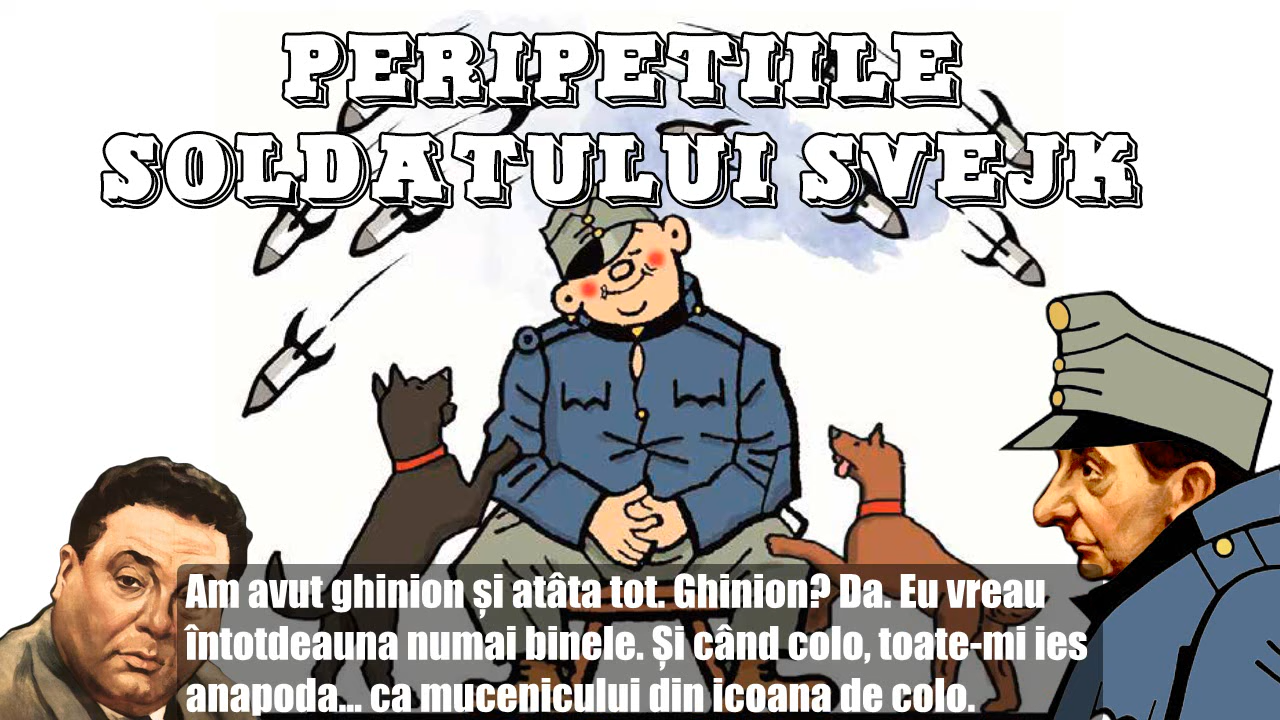 PERIPETIILE
SOLDATULUI SVEJK
Am avut ghinion și atâta tot. Ghinion? Da. Eu vreau
întotdeauna numai binele. Și când colo, toate-mi ies
anapoda... ca mucenicului din icoana de colo.